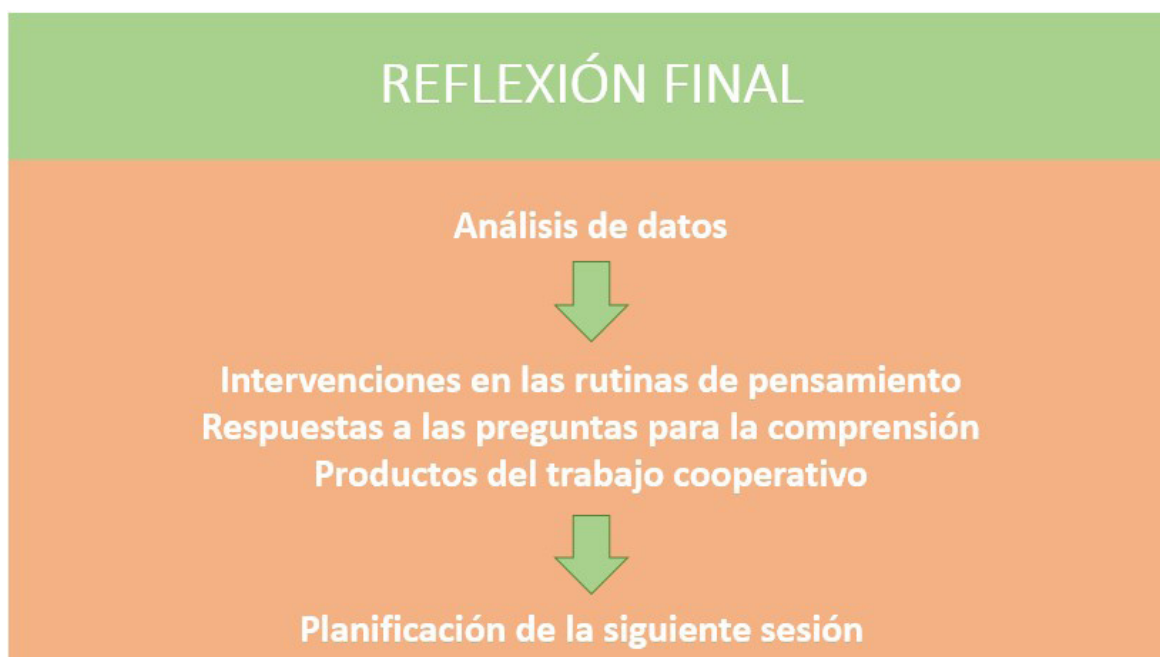 REFLEXIÓN FINAL
Análisis de datos
Intervenciones en las rutinas de pensamiento
Respuestas a las preguntas para la comprensión
Productos del trabajo cooperativo
Planificación de la siguiente sesión